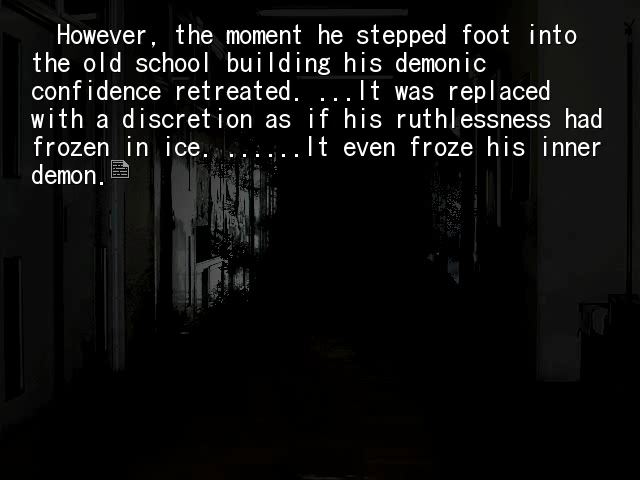 However, the moment he stepped foot into
the old school building his demonic
confidence retreated. ...It was replaced
with a discretion as if his ruthlessness had
frozen in ice. ......It even froze his inner
demon.